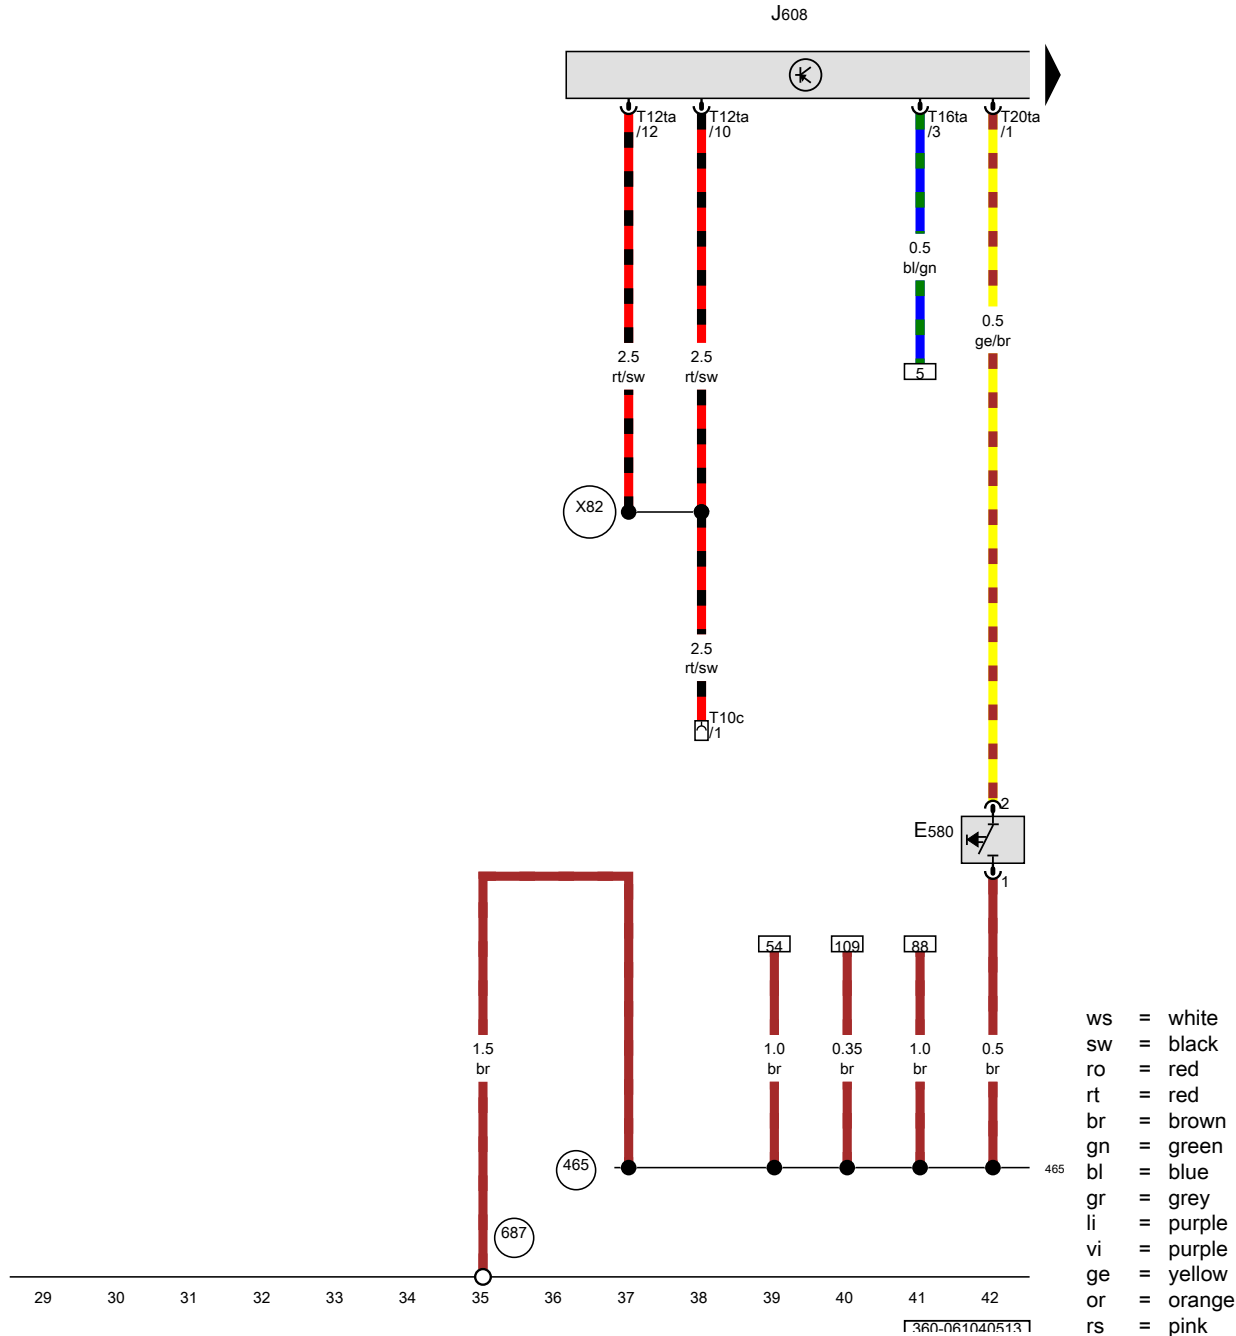 J608
T12ta
/12
T12ta
/10
T16ta
/3
T20ta
/1
0.5
bl/gn
0.5
ge/br
2.5
rt/sw
2.5
rt/sw
5
X82
2.5
rt/sw
T10c
/1
2
E580
1
54
109
88
1.5
br
1.0
br
0.35
br
1.0
br
0.5
br
465
465
687
29 30 31 32 33 34 35 36 37 38 39 40 41 42
360-061040513
ws = white
sw = black
ro = red
rt = red
br = brown
gn = green
bl = blue
gr = grey
li = purple
vi = purple
ge = yellow
or = orange
rs = pink